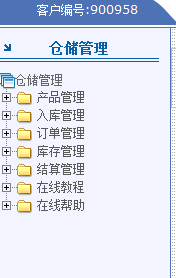 客户编号:900958
仓储管理
仓储管理
产品管理
入库管理
订单管理
库存管理
结算管理
在线教程
在线帮助